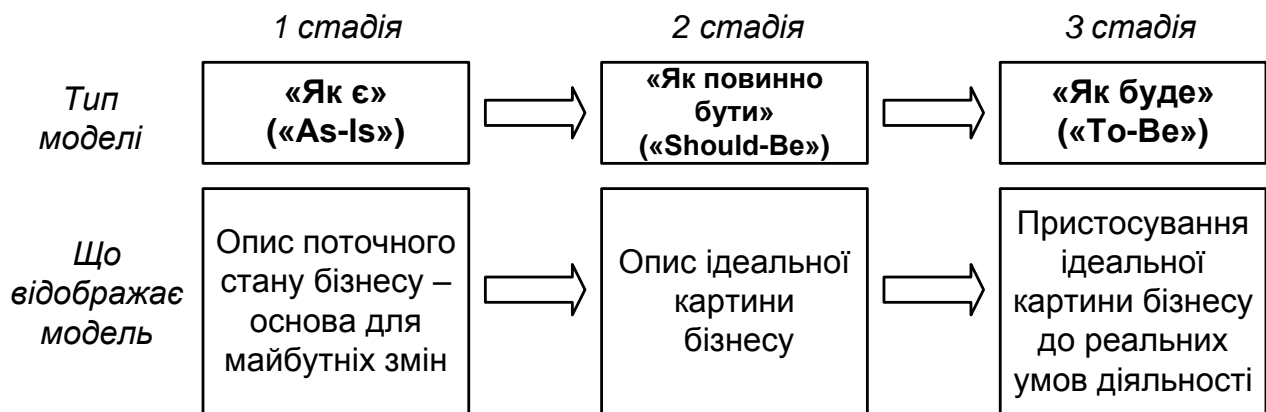 1 стадія
2 стадія
3 стадія
Тип
моделі
«Як є»
(«As-Is»)
«Як повинно
бути»
(«Should-Be»)
«Як буде»
(«To-Be»)
Що
відображає
модель
Опис поточного
стану бізнесу –
основа для
майбутніх змін
Опис ідеальної
картини
бізнесу
Пристосування
ідеальної
картини бізнесу
до реальних
умов діяльності